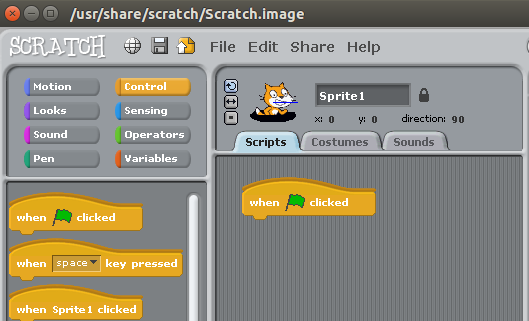 /usr/share/scratch/Scratch.image
SCRATCH File Edit Share Help
Motion Control
Looks Sensing
Sound Operators
Pen Variables
Sprite1
x: 0 y: 0 direction: 90
Scripts Costumes Sounds
when clicked
when space key pressed
when Sprite1 clicked
when clicked